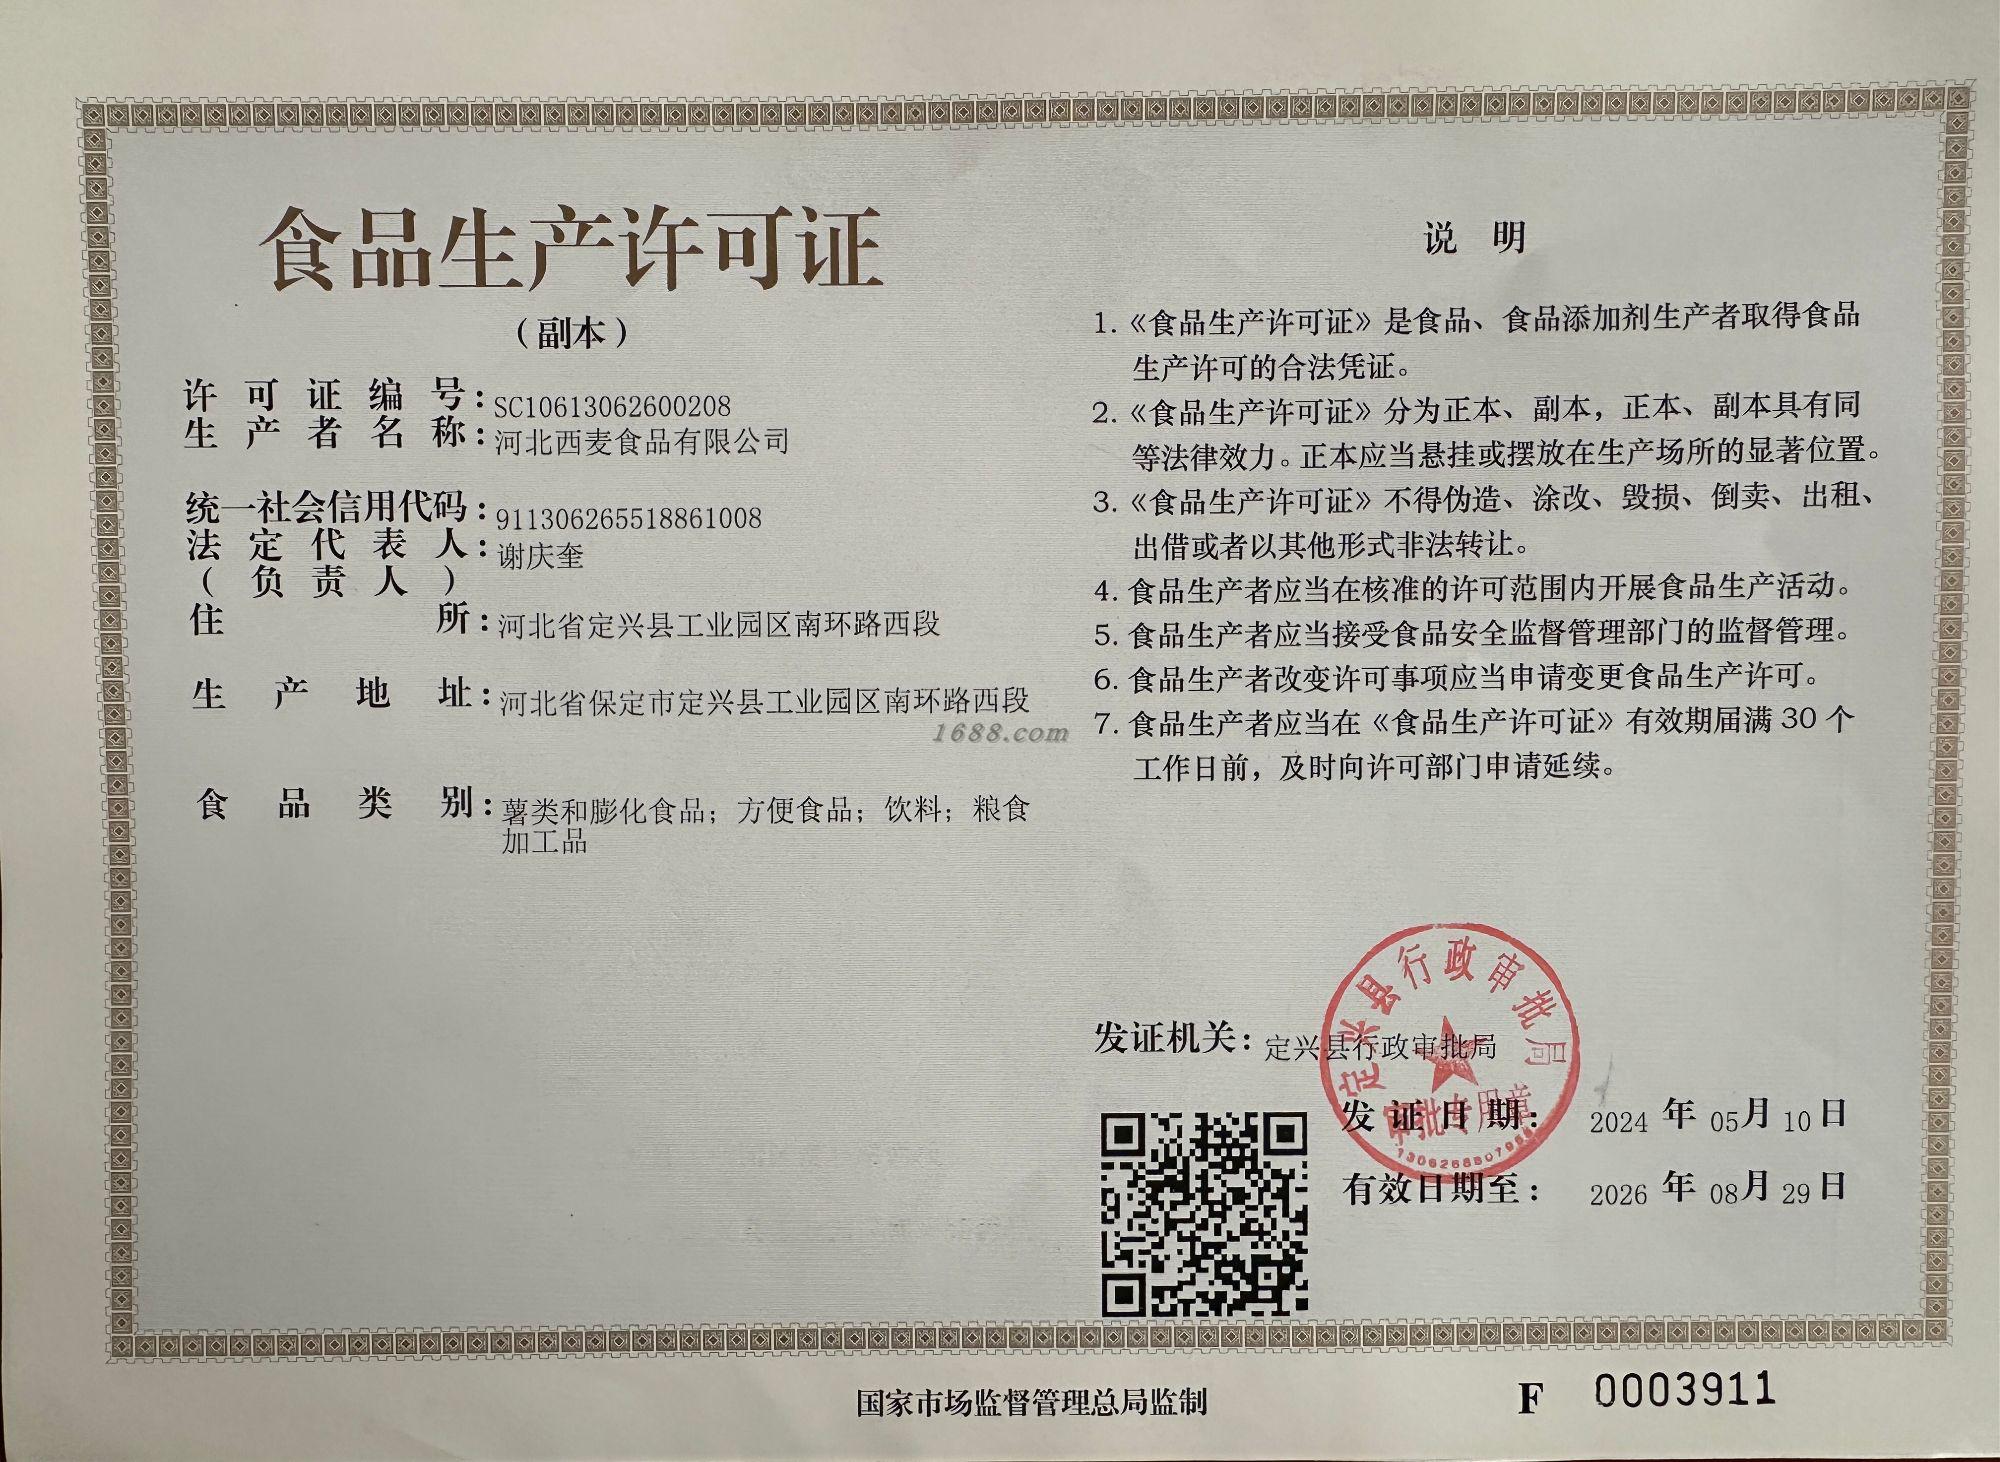 食品生产许可证
（副本）
许可证编号：SC10613062600208
生产者名称：河北西麦食品有限公司
统一社会信用代码：911306265518861008
法定代表人：谢庆奎
（负责人）
住所：河北省定兴县工业园区南环路西段
生产地址：河北省保定市定兴县工业园区南环路西段
1688.com
食品类别：薯类和膨化食品；方便食品；饮料；粮食
加工品
说明
1.《食品生产许可证》是食品、食品添加剂生产者取得食品
生产许可的合法凭证。
2.《食品生产许可证》分为正本、副本，正本、副本具有同
等法律效力。正本应当悬挂或摆放在生产场所的显著位置。
3.《食品生产许可证》不得伪造、涂改、毁损、倒卖、出租、
出借或者以其他形式非法转让。
4.食品生产者应当在核准的许可范围内开展食品生产活动。
5.食品生产者应当接受食品安全监督管理部门的监督管理。
6.食品生产者改变许可事项应当申请变更食品生产许可。
7.食品生产者应当在《食品生产许可证》有效期届满30个
工作日前，及时向许可部门申请延续。
定兴县行政审批局
审批专用章
发证机关：定兴县行政审批局
发证日期：2024年05月10日
有效日期至：2026年08月29日
国家市场监督管理总局监制
F 0003911